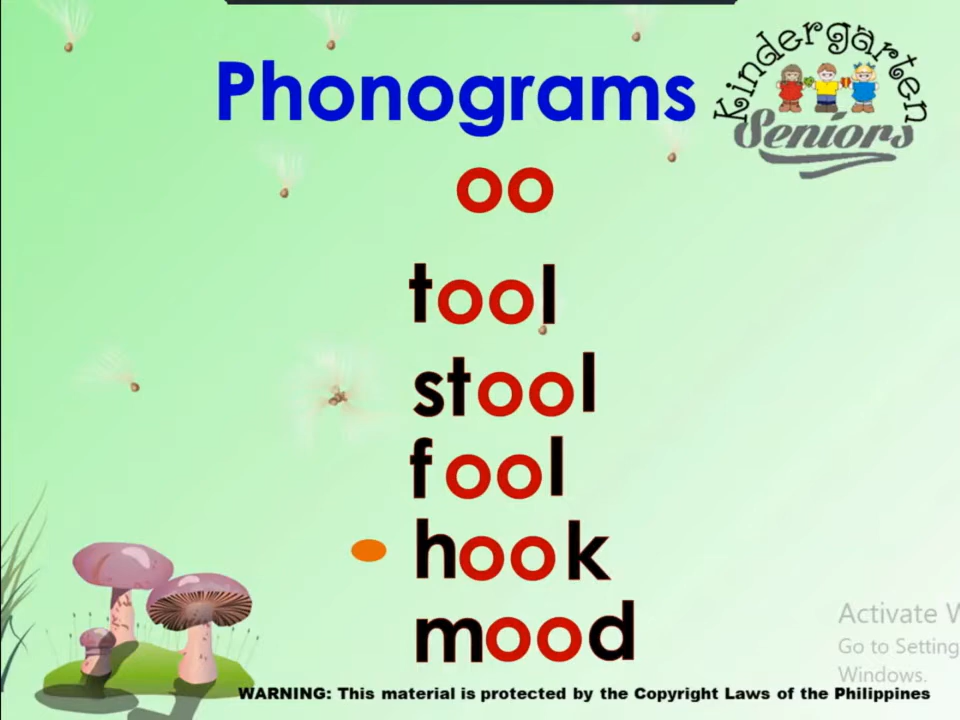 Kindergarten
Seniors
Phonograms
oo
tool
stool
fool
hook
mood
Activate
Go to Setting
Windows.
WARNING: This material is protected by the Copyright Laws of the Philippines